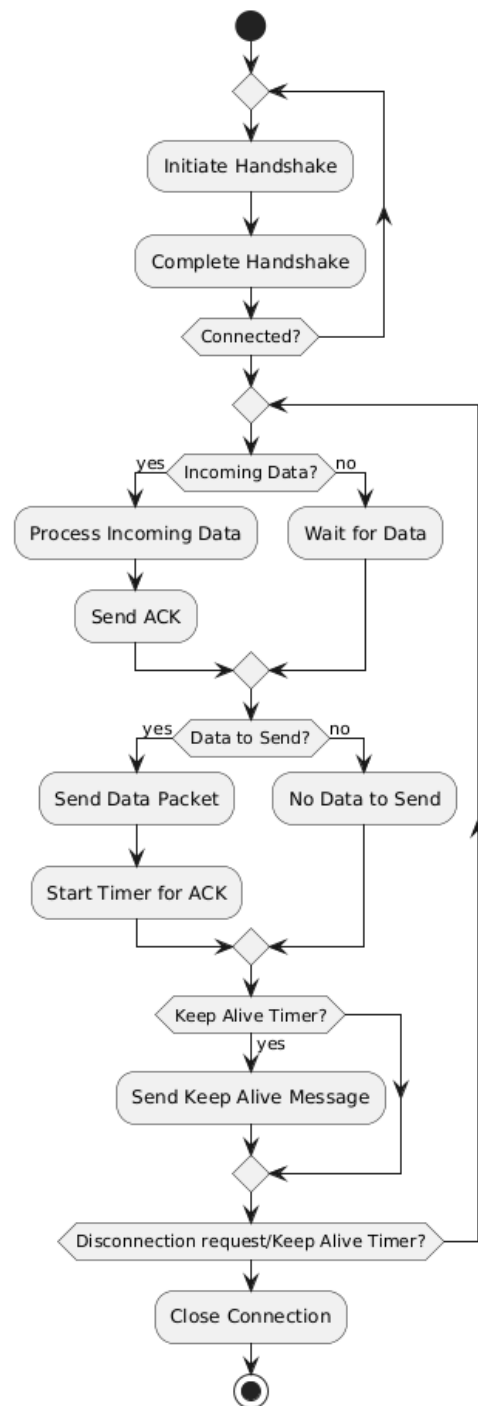 Initiate Handshake
Complete Handshake
Connected?
yes
Incoming Data?
no
Process Incoming Data
Wait for Data
Send ACK
yes
Data to Send?
no
Send Data Packet
No Data to Send
Start Timer for ACK
Keep Alive Timer?
yes
Send Keep Alive Message
Disconnection request/Keep Alive Timer?
Close Connection